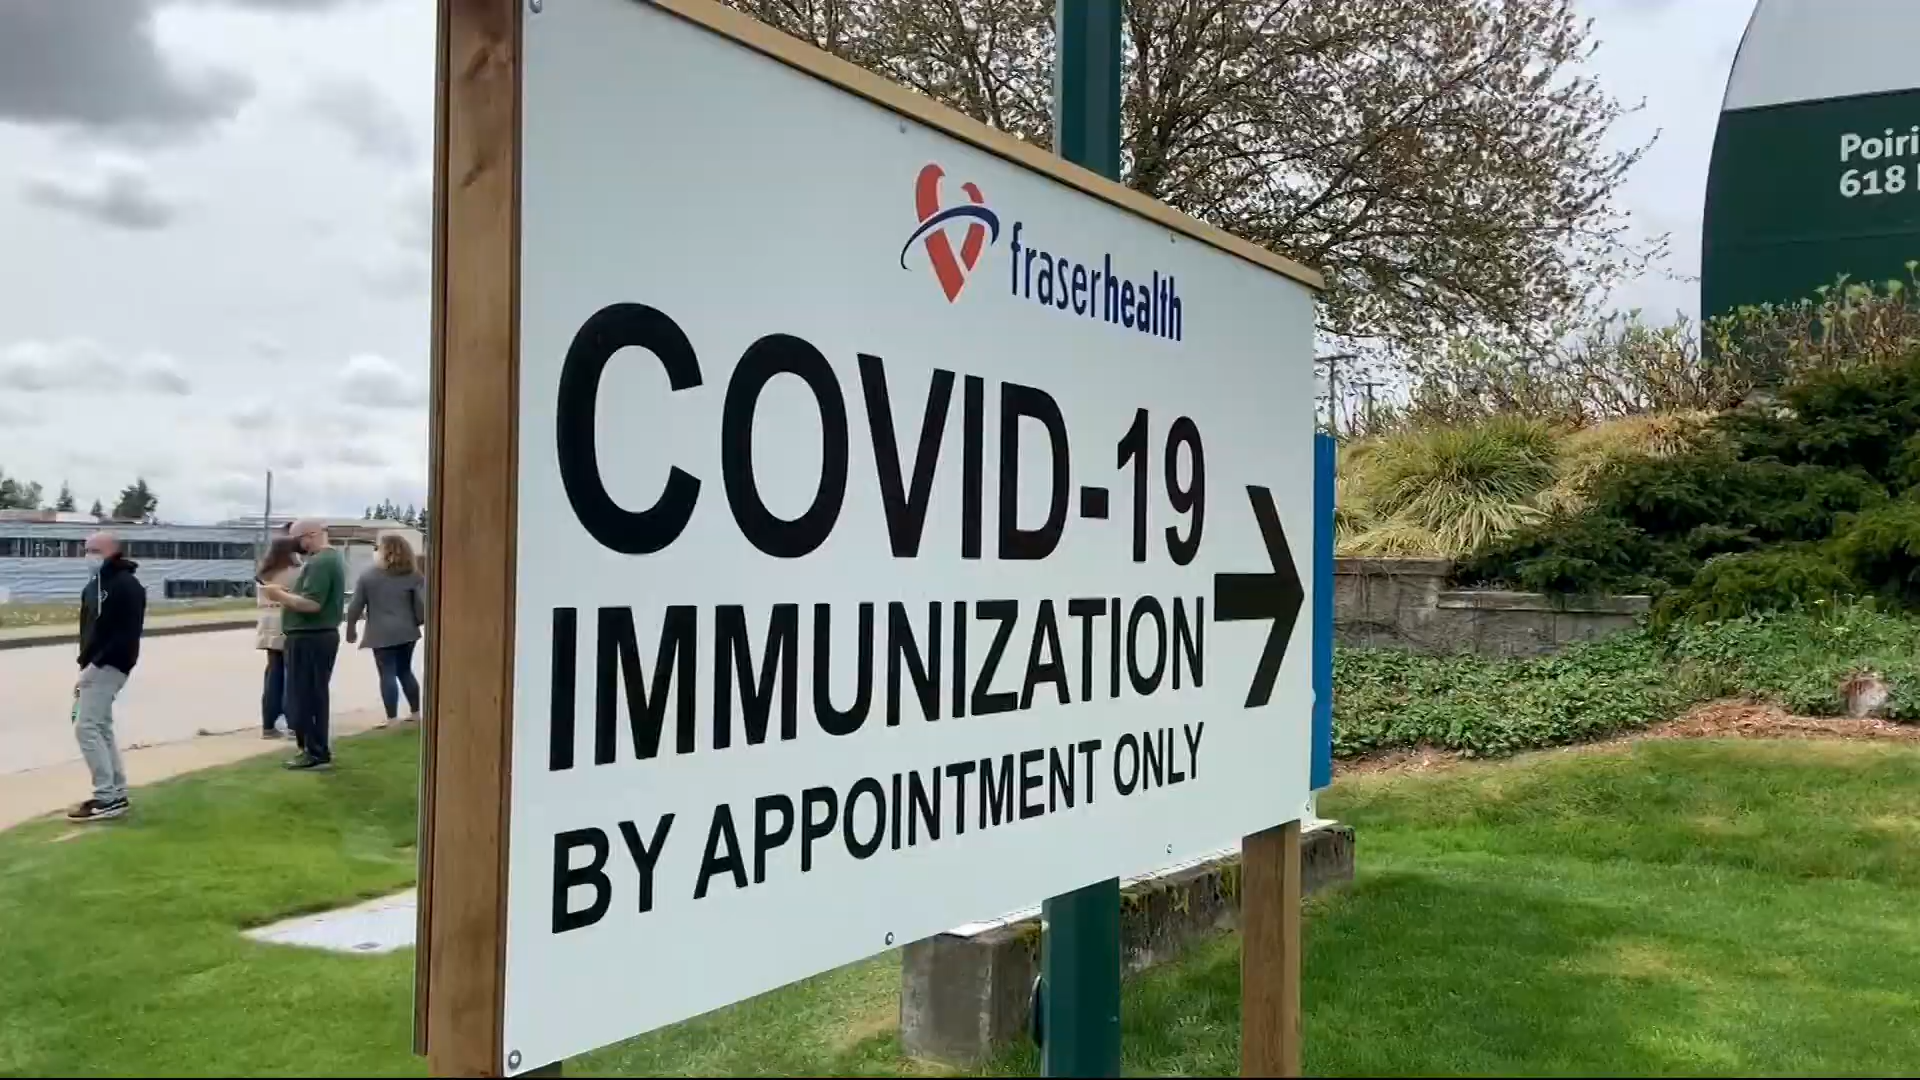 fraserhealth
COVID-19
IMMUNIZATION
BY APPOINTMENT ONLY
Poiri
618